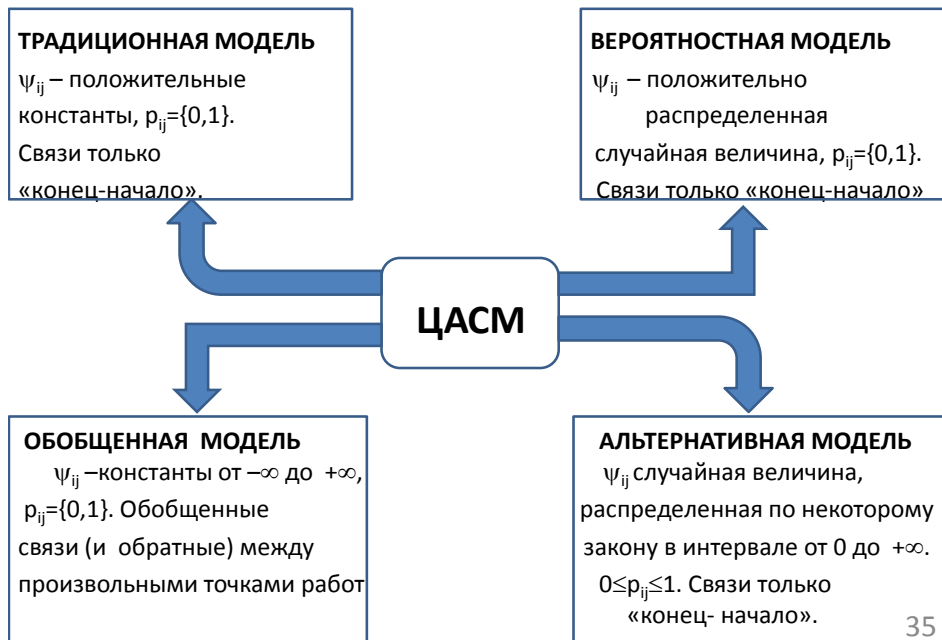 ТРАДИЦИОННАЯ МОДЕЛЬ
ψij – положительные
константы, pij={0,1}.
Связи только
«конец-начало».
ВЕРОЯТНОСТНАЯ МОДЕЛЬ
ψij – положительно
распределенная
случайная величина, pij={0,1}.
Связи только «конец-начало»
ЦАСМ
ОБОБЩЕННАЯ МОДЕЛЬ
ψij –константы от –∞ до +∞,
pij={0,1}. Обобщенные
связи (и обратные) между
произвольными точками работ
АЛЬТЕРНАТИВНАЯ МОДЕЛЬ
ψij случайная величина,
распределенная по некоторому
закону в интервале от 0 до +∞.
0≤pij≤1. Связи только
«конец- начало».
35